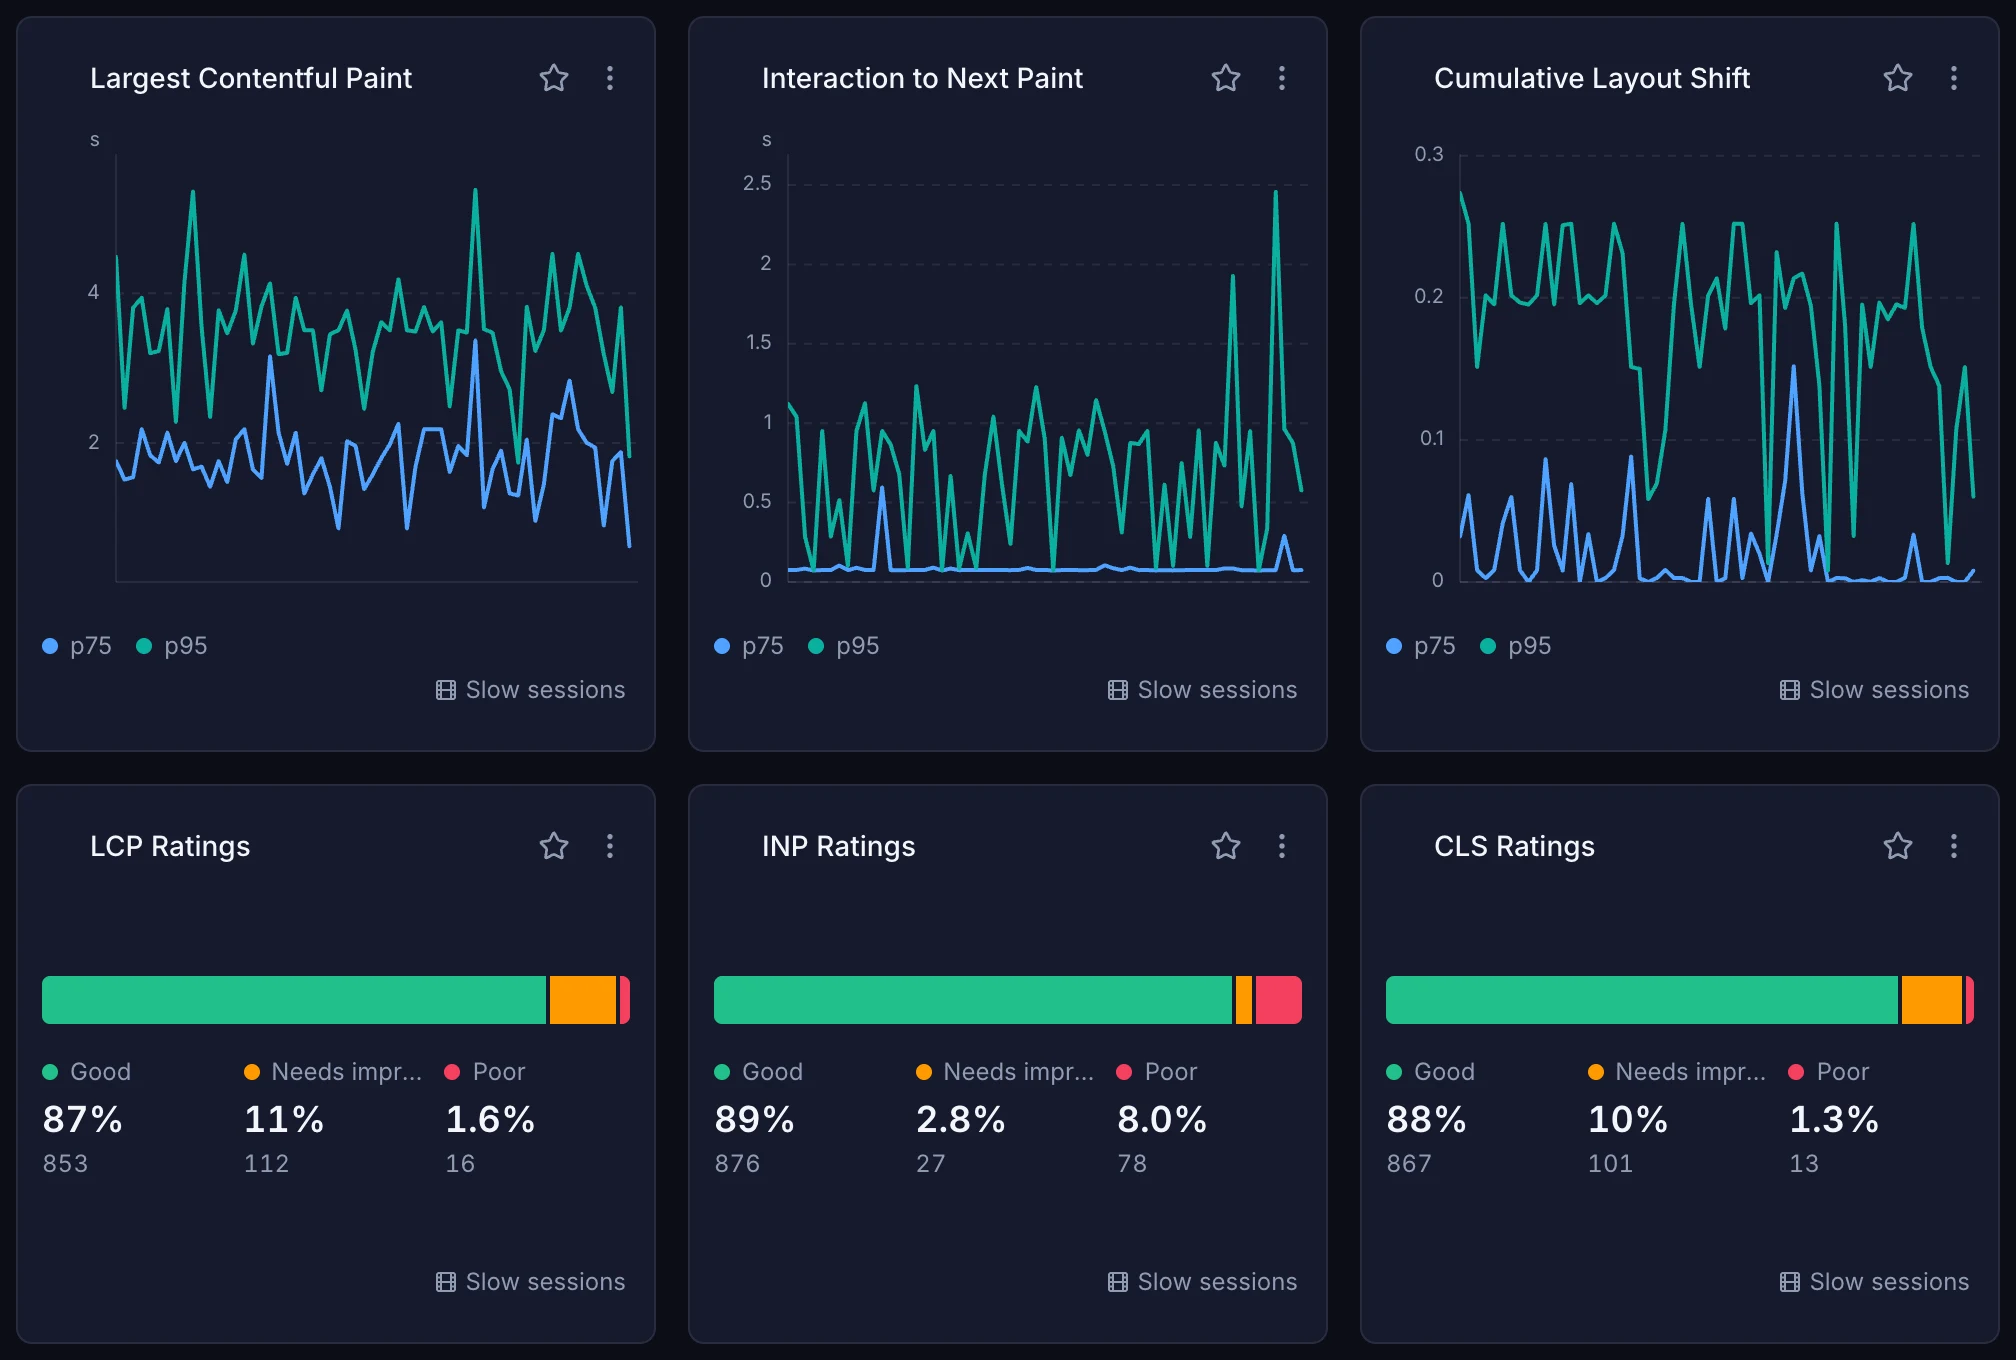 Largest Contentful Paint
s
4
2
p75 p95
Slow sessions
Interaction to Next Paint
s
2.5
2
1.5
1
0.5
0
p75 p95
Slow sessions
Cumulative Layout Shift
0.3
0.2
0.1
0
p75 p95
Slow sessions
LCP Ratings
Good Needs impr... Poor
87% 11% 1.6%
853 112 16
Slow sessions
INP Ratings
Good Needs impr... Poor
89% 2.8% 8.0%
876 27 78
Slow sessions
CLS Ratings
Good Needs impr... Poor
88% 10% 1.3%
867 101 13
Slow sessions